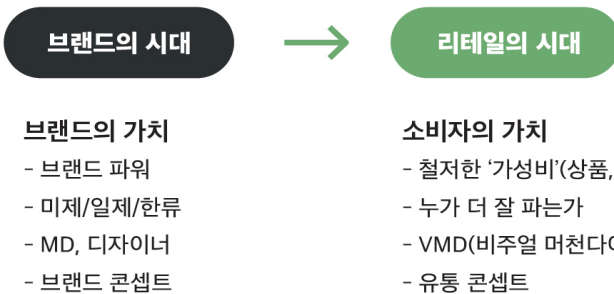 브랜드의 시대 → 리테일의 시대
브랜드의 가치
- 브랜드 파워
- 미제/일제/한류
- MD, 디자이너
- 브랜드 콘셉트
소비자의 가치
- 철저한 ‘가성비’(상품,
- 누가 더 잘 파는가
- VMD(비주얼 머천다이
- 유통 콘셉트